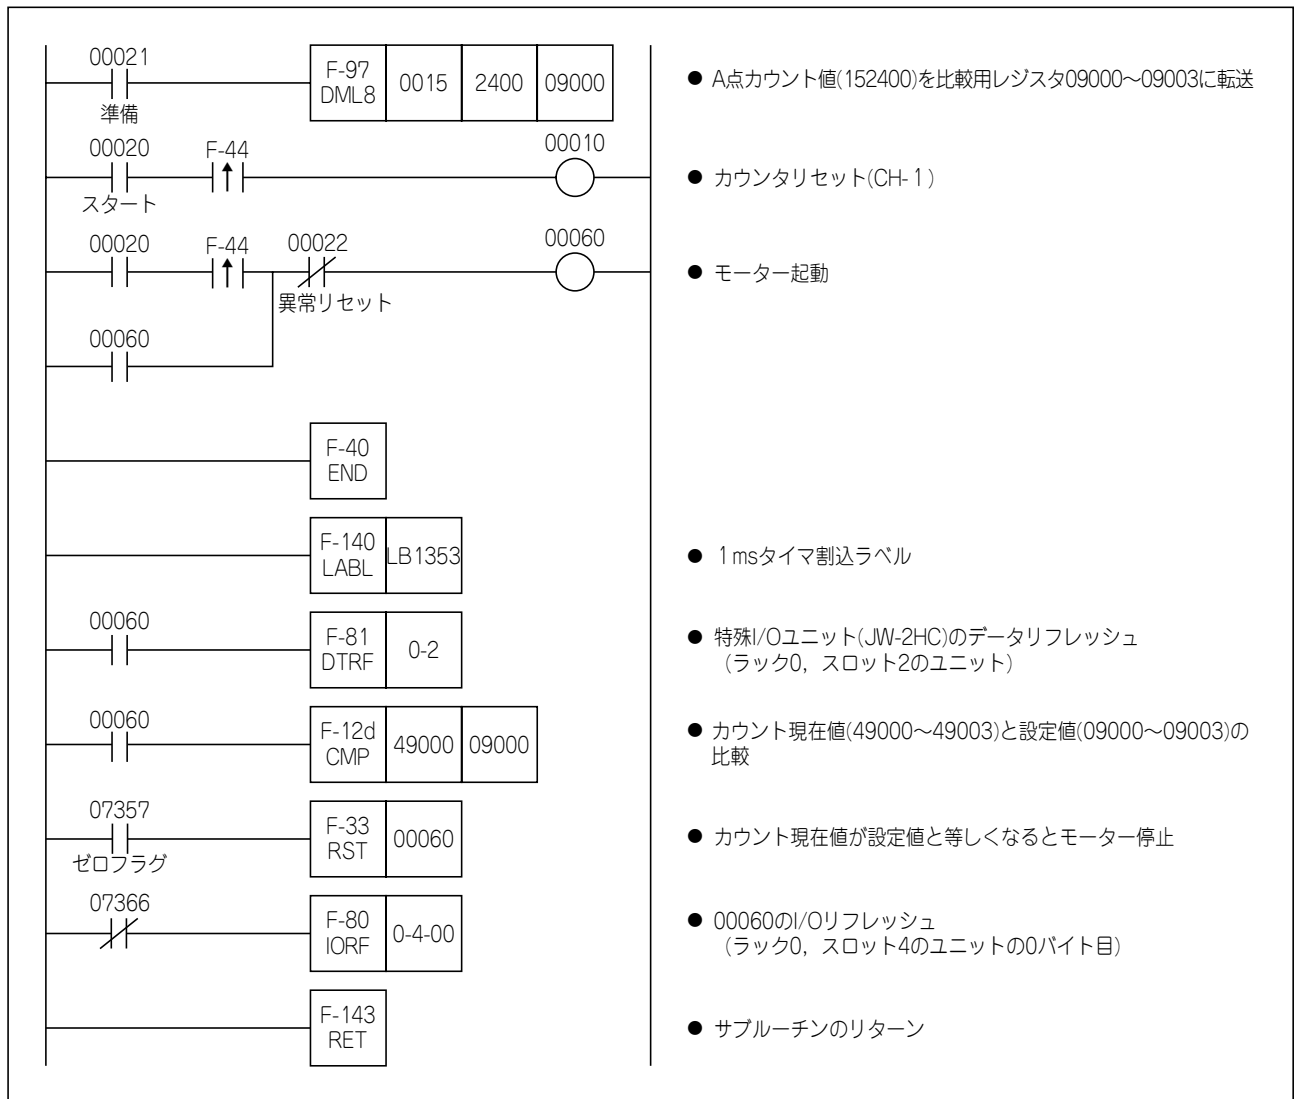 00021
準備
F-97
DML8
0015
2400
09000
● A点カウント値(152400)を比較用レジスタ09000～09003に転送
00020
スタート
F-44
00010
● カウンタリセット(CH-1)
00020
F-44
00022
異常リセット
00060
● モーター起動
00060
F-40
END
F-140
LABL
LB1353
● 1msタイマ割込ラベル
00060
F-81
DTRF
0-2
● 特殊I/Oユニット(JW-2HC)のデータリフレッシュ
（ラック0，スロット2のユニット）
00060
F-12d
CMP
49000
09000
● カウント現在値(49000～49003)と設定値(09000～09003)の
比較
07357
ゼロフラグ
F-33
RST
00060
● カウント現在値が設定値と等しくなるとモーター停止
07366
F-80
IORF
0-4-00
● 00060のI/Oリフレッシュ
（ラック0，スロット4のユニットの0バイト目）
F-143
RET
● サブルーチンのリターン